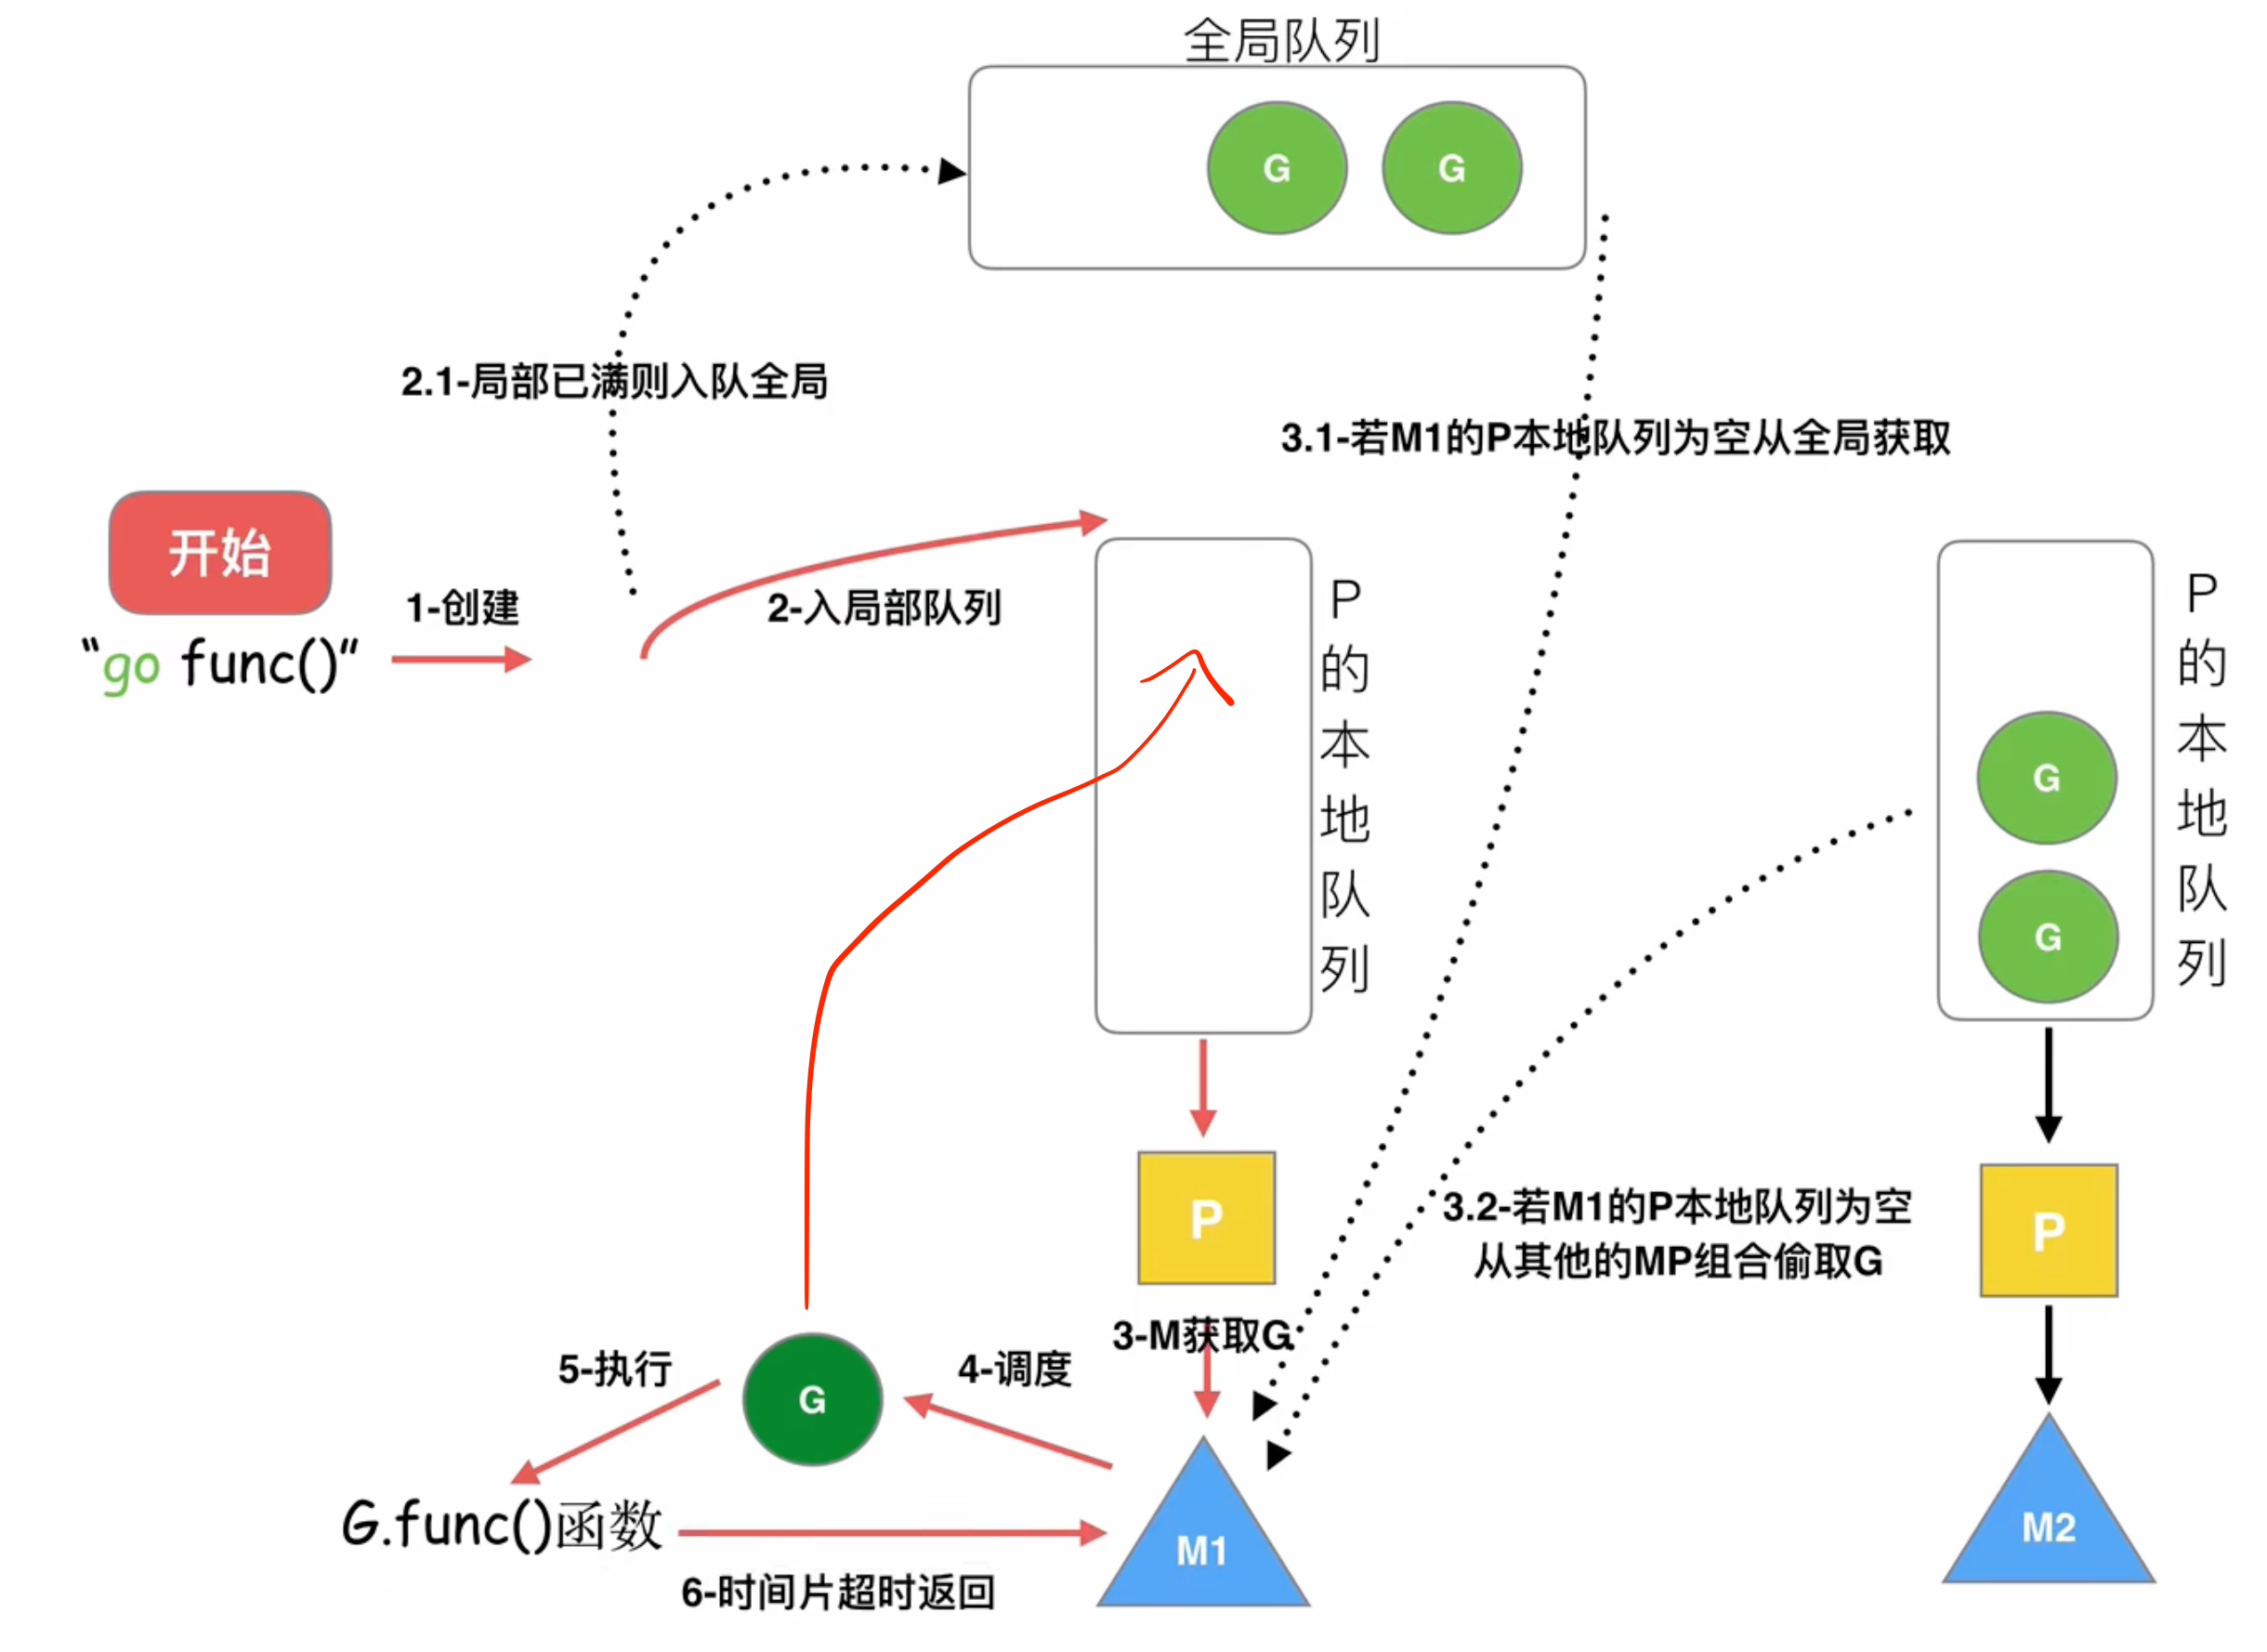 全局队列
G
G
2.1-局部已满则入队全局
3.1-若M1的P本地队列为空从全局获取
开始
“go func()“
1-创建
2-入局部队列
P的本地队列
P的本地队列
G
G
P
P
3.2-若M1的P本地队列为空
从其他的MP组合偷取G
3-M获取G
5-执行
G
4-调度
G.func()函数
M1
M2
6-时间片超时返回